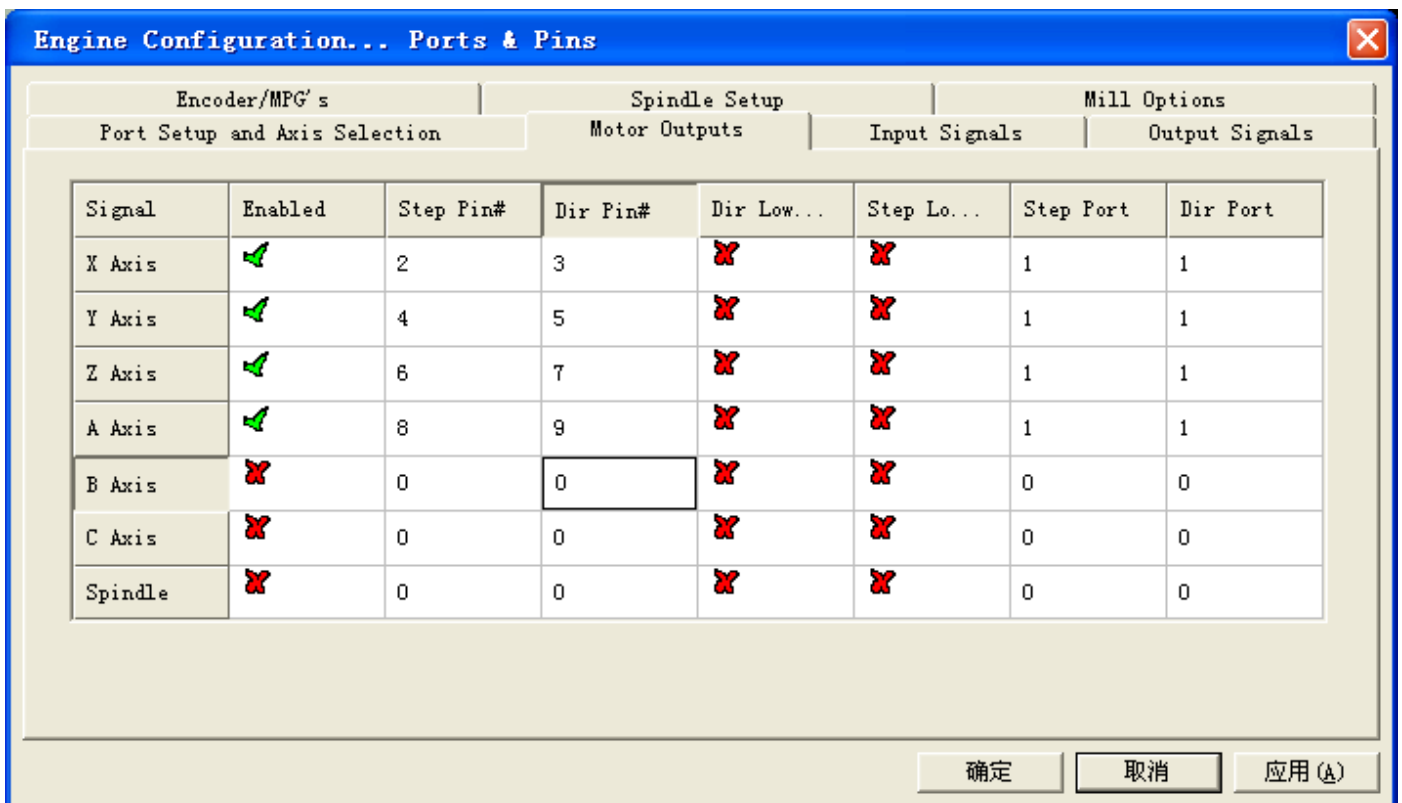 Engine Configuration... Ports & Pins
Encoder/MPG's Spindle Setup Mill Options
Port Setup and Axis Selection Motor Outputs Input Signals Output Signals
Signal Enabled Step Pin# Dir Pin# Dir Low... Step Lo... Step Port Dir Port
X Axis 2 3 1 1
Y Axis 4 5 1 1
Z Axis 6 7 1 1
A Axis 8 9 1 1
B Axis 0 0 0 0
C Axis 0 0 0 0
Spindle 0 0 0 0
确定 取消 应用(A)